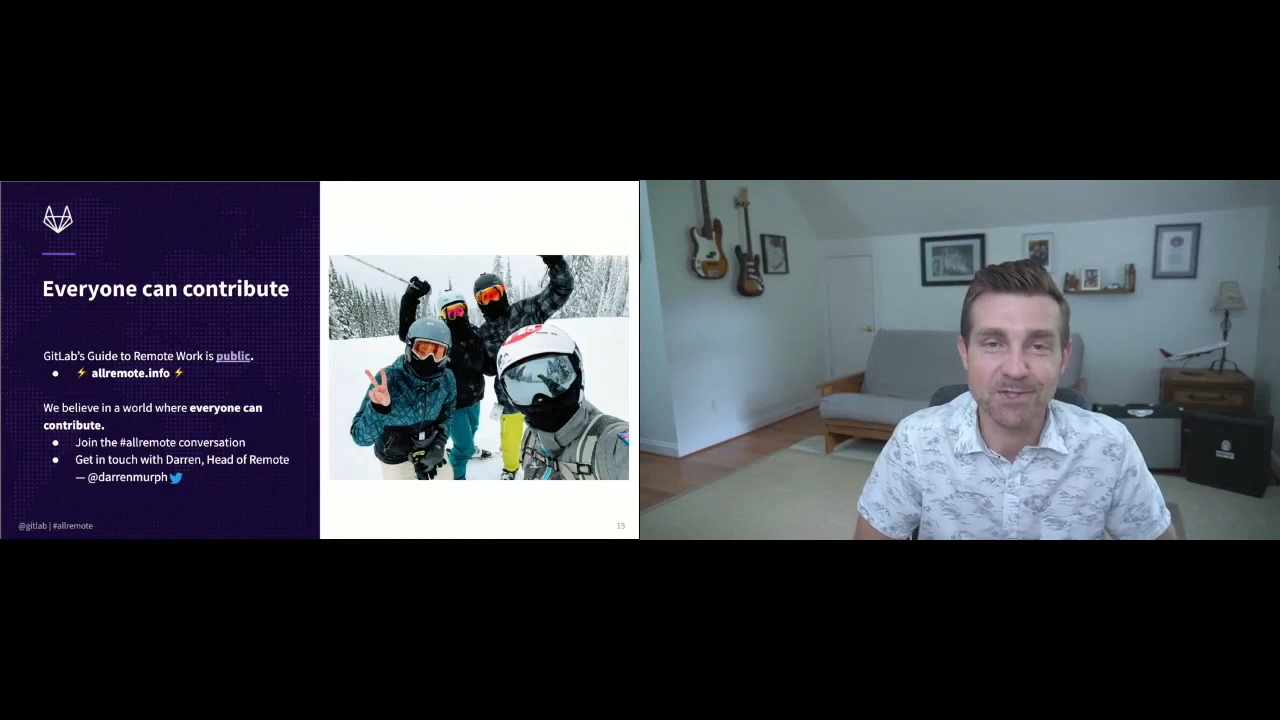 Everyone can contribute
GitLab's Guide to Remote Work is public.
● ⚡ allremote.info ⚡
We believe in a world where everyone can
contribute.
● Join the #allremote conversation
● Get in touch with Darren, Head of Remote
— @darrenmurph
@gitlab | #allremote
15